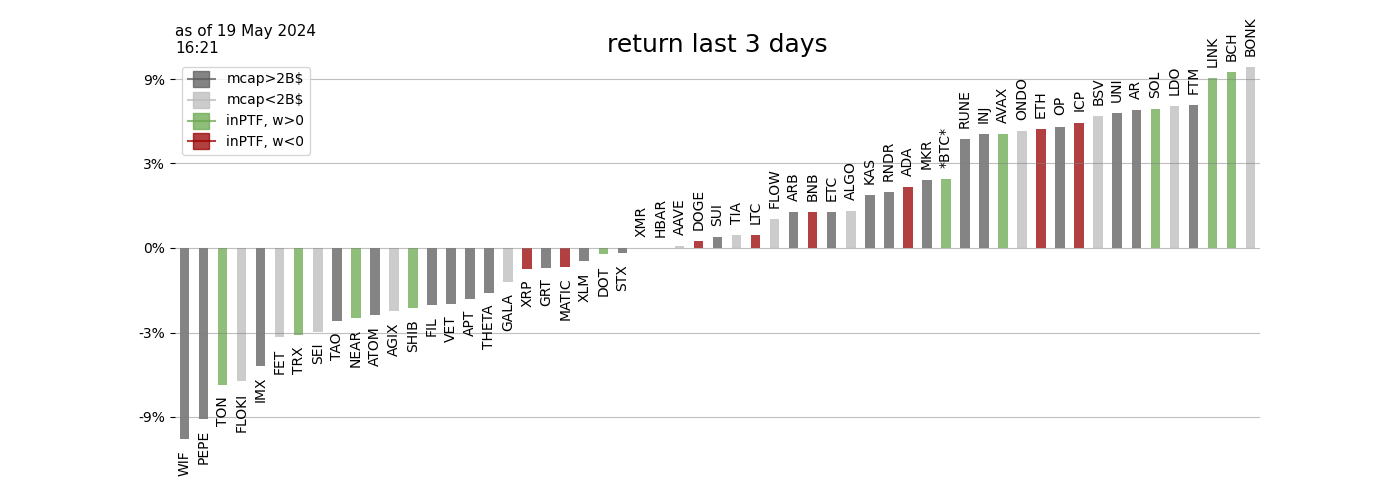 as of 19 May 2024
16:21
return last 3 days
mcap>2B$
mcap<2B$
inPTF, w>0
inPTF, w<0
9%
3%
0%
-3%
-9%
WIF
PEPE
TON
FLOKI
IMX
FET
TRX
SEI
TAO
NEAR
ATOM
AGIX
SHIB
FIL
VET
APT
THETA
GALA
XRP
GRT
MATIC
XLM
DOT
STX
XMR
HBAR
AAVE
DOGE
SUI
TIA
LTC
FLOW
ARB
BNB
ETC
ALGO
KAS
RNDR
ADA
MKR
*BTC*
RUNE
INJ
AVAX
ONDO
ETH
OP
ICP
BSV
UNI
AR
SOL
LDO
FTM
LINK
BCH
BONK